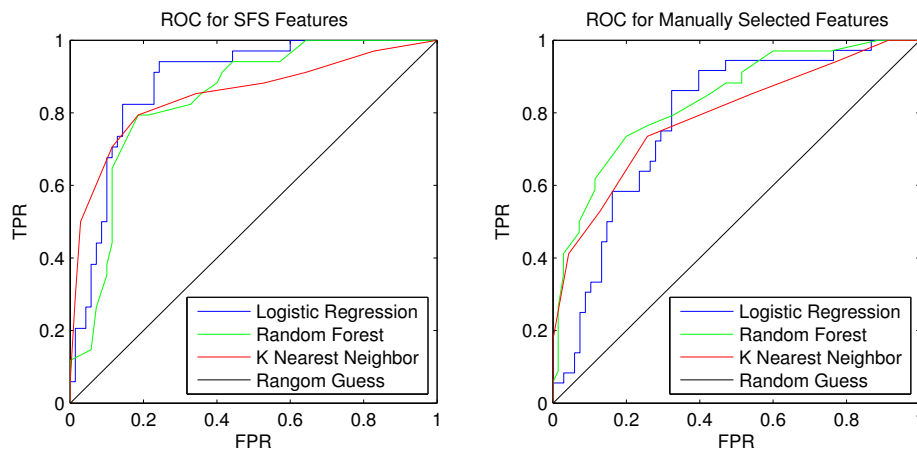 ROC for SFS Features
1
0.8
0.6
0.4
0.2
0
TPR
0
0.2
0.4
0.6
0.8
1
FPR
Logistic Regression
Random Forest
K Nearest Neighbor
Rangom Guess
ROC for Manually Selected Features
1
0.8
0.6
0.4
0.2
0
TPR
0
0.2
0.4
0.6
0.8
1
FPR
Logistic Regression
Random Forest
K Nearest Neighbor
Random Guess